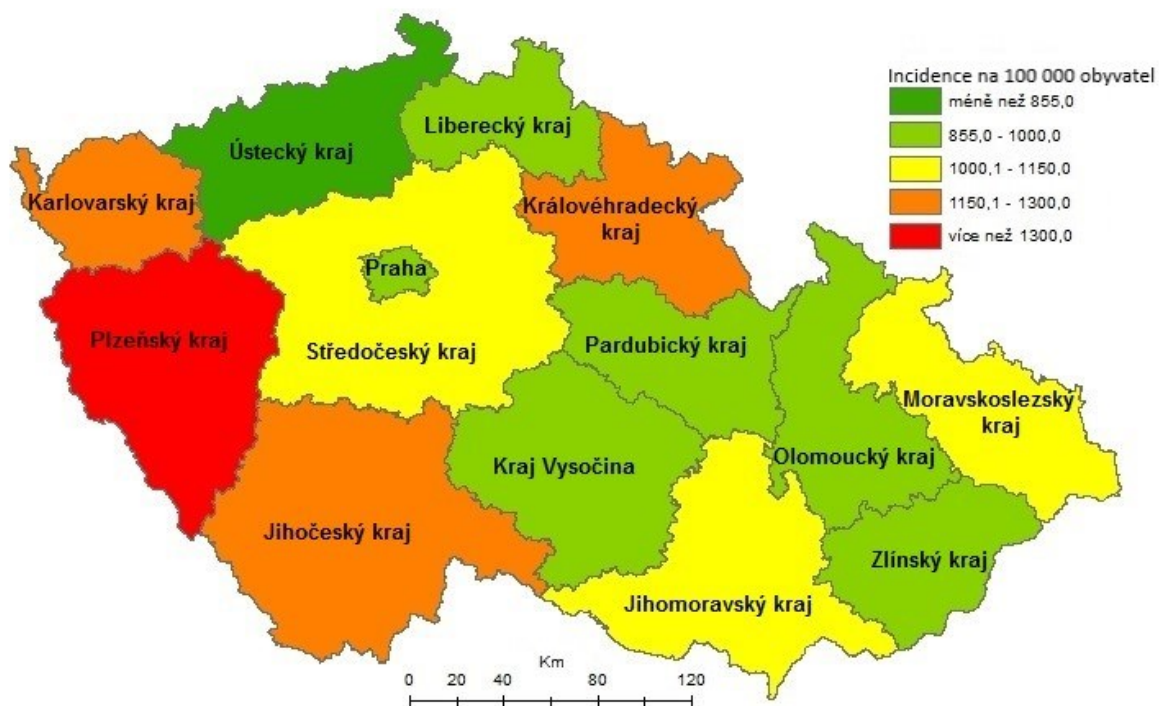 Incidence na 100 000 obyvatel
méně než 855,0
855,0 - 1000,0
1000,1 - 1150,0
1150,1 - 1300,0
více než 1300,0
Liberecký kraj
Ústecký kraj
Karlovarský kraj
Královéhradecký
kraj
Praha
Plzeňský kraj
Středočeský kraj
Pardubický kraj
Moravskoslezský
kraj
Kraj Vysočina
Olomoucký kraj
Jihočeský kraj
Zlínský kraj
Jihomoravský kraj
Km
0 20 40 80 120